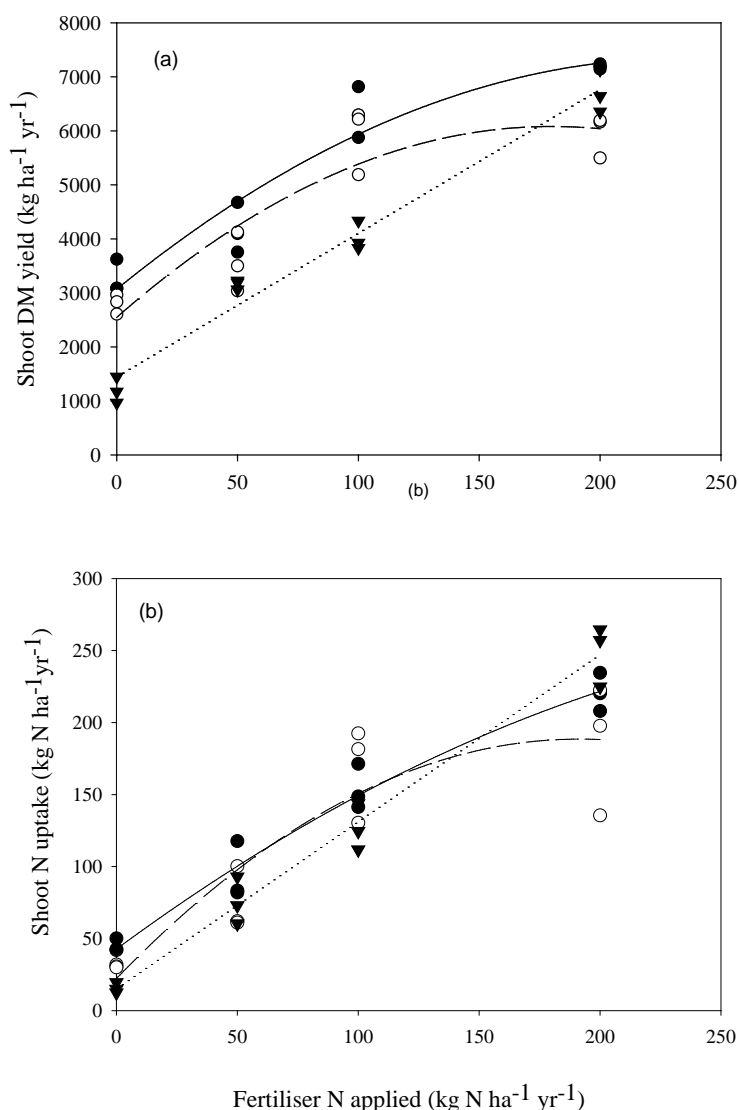 8000
7000
6000
5000
4000
3000
2000
1000
0
Shoot DM yield (kg ha-1 yr-1)
(a)
0 50 100 150 200 250
(b)
300
250
200
150
100
50
0
Shoot N uptake (kg N ha-1yr-1)
(b)
0 50 100 150 200 250
Fertiliser N applied (kg N ha-1 yr-1)